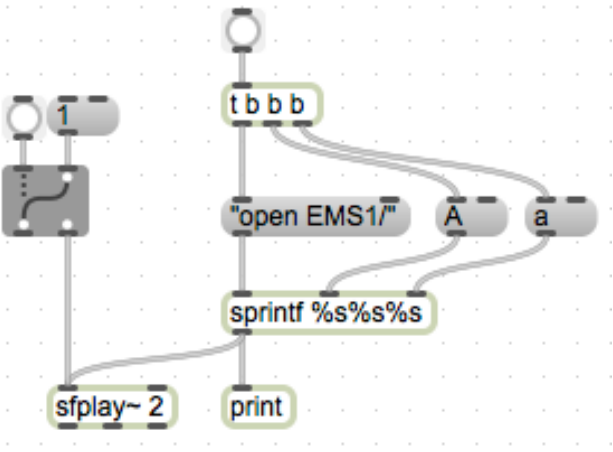 1
t b b b
"open EMS1/"
A
a
sprintf %s%s%s
sfplay~ 2
print